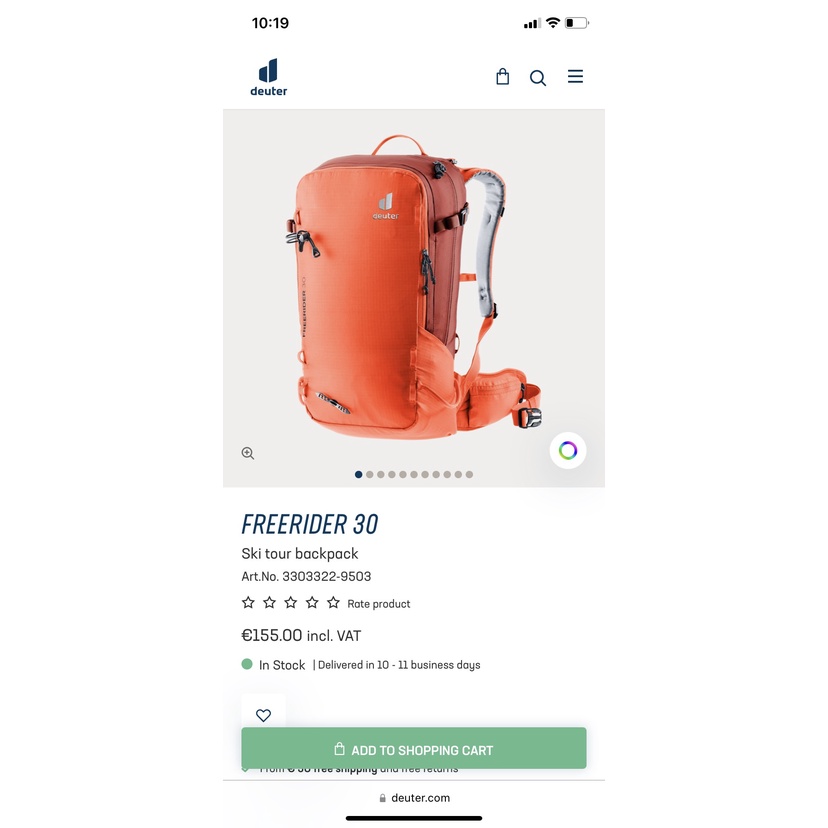 10:19
deuter
deuter
FREERIDER 30
FREERIDER 30
Ski tour backpack
Art.No. 3303322-9503
Rate product
€155.00 incl. VAT
In Stock | Delivered in 10 - 11 business days
ADD TO SHOPPING CART
From € 50 free shipping and free returns
deuter.com